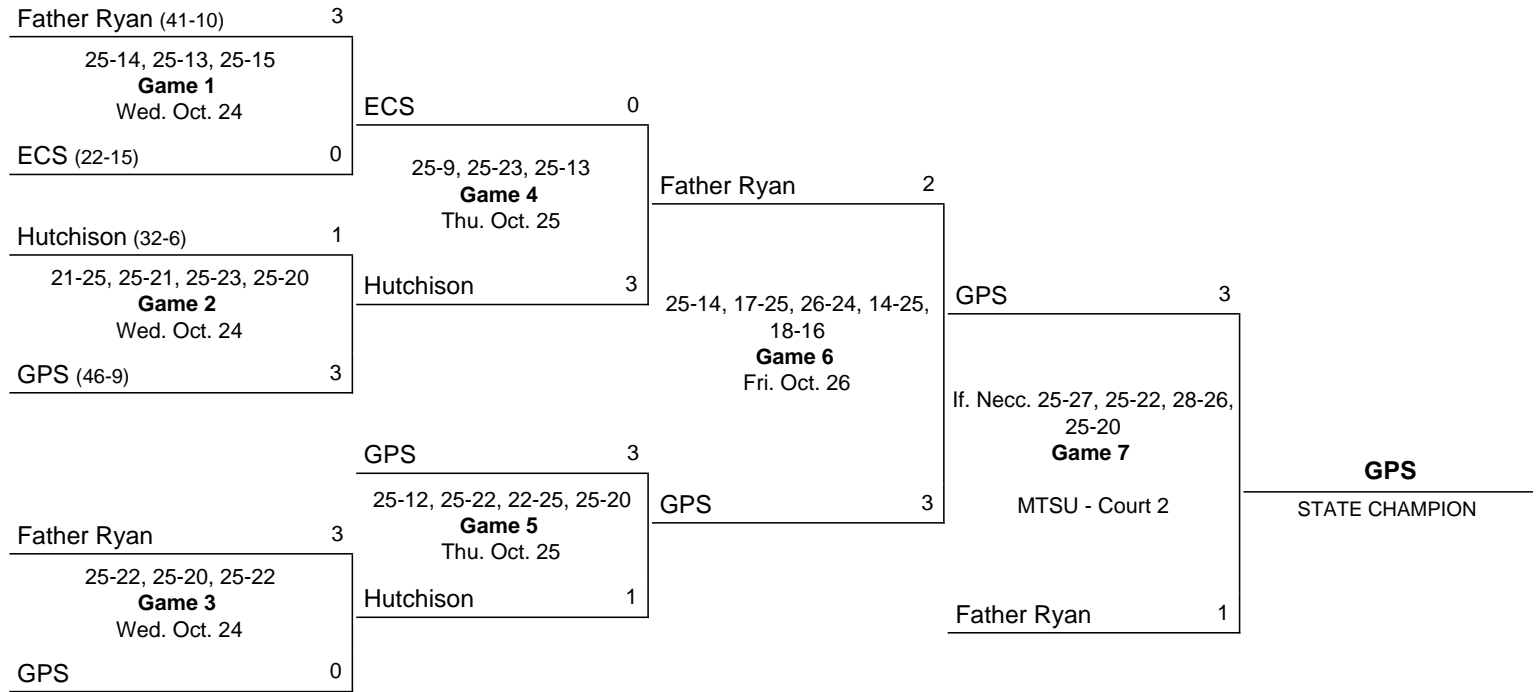 Father Ryan (41-10) 3
25-14, 25-13, 25-15
Game 1
Wed. Oct. 24
ECS (22-15) 0
Hutchison (32-6) 1
21-25, 25-21, 25-23, 25-20
Game 2
Wed. Oct. 24
GPS (46-9) 3
Father Ryan 3
25-22, 25-20, 25-22
Game 3
Wed. Oct. 24
GPS 0
ECS 0
25-9, 25-23, 25-13
Game 4
Thu. Oct. 25
Hutchison 3
GPS 3
25-12, 25-22, 22-25, 25-20
Game 5
Thu. Oct. 25
Hutchison 1
Father Ryan 2
25-14, 17-25, 26-24, 14-25,
18-16
Game 6
Fri. Oct. 26
GPS 3
GPS 3
If. Necc. 25-27, 25-22, 28-26,
25-20
Game 7
MTSU - Court 2
Father Ryan 1
GPS
STATE CHAMPION